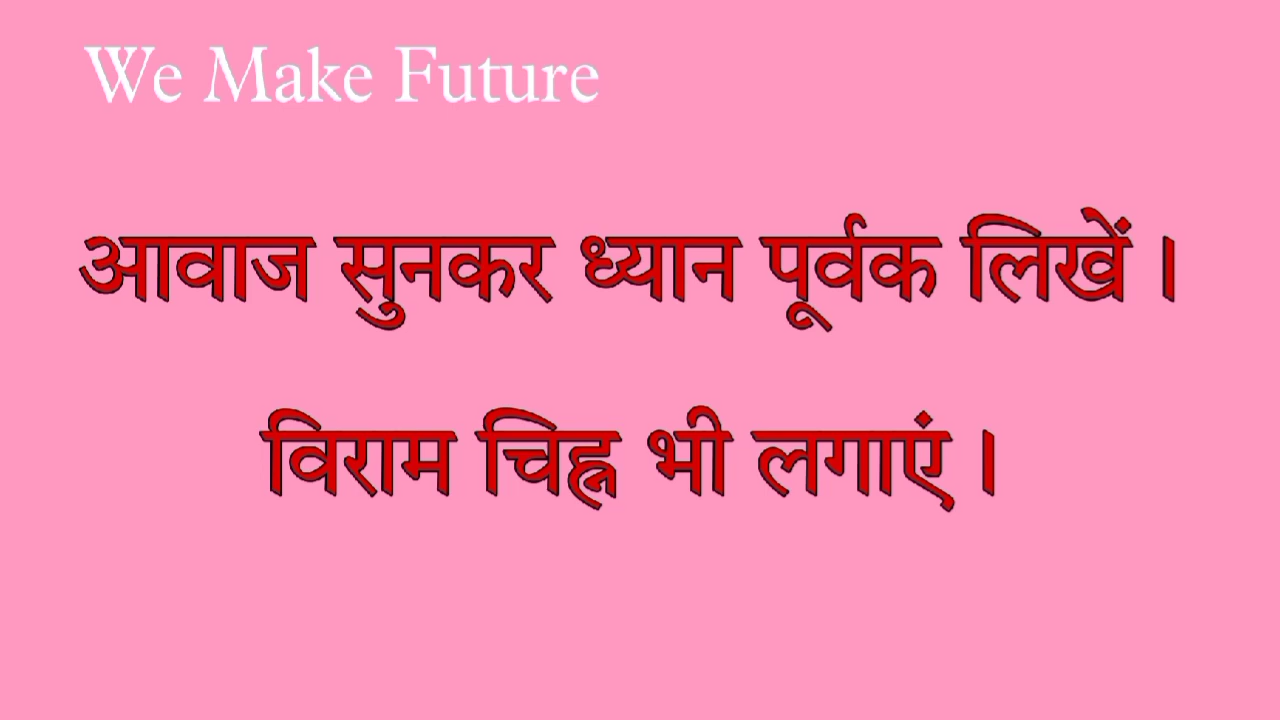 We Make Future
आवाज सुनकर ध्यान पूर्वक लिखें ।
विराम चिह्न भी लगाएं ।